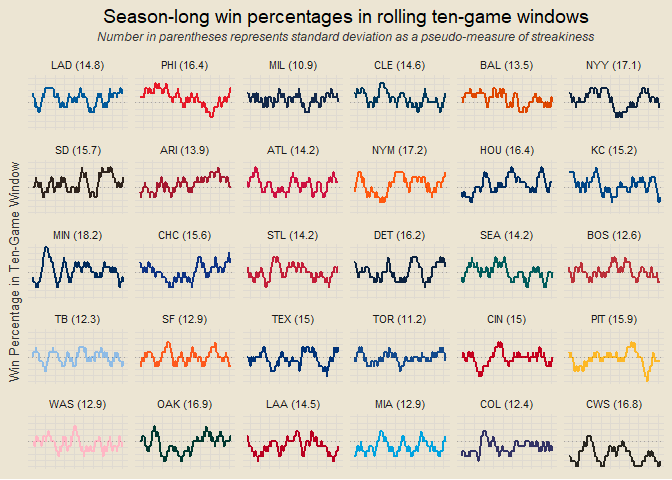 Season-long win percentages in rolling ten-game windows
Number in parentheses represents standard deviation as a pseudo-measure of streakiness
LAD (14.8) PHI (16.4) MIL (10.9) CLE (14.6) BAL (13.5) NYY (17.1)
SD (15.7) ARI (13.9) ATL (14.2) NYM (17.2) HOU (16.4) KC (15.2)
Win Percentage in Ten-Game Window
MIN (18.2) CHC (15.6) STL (14.2) DET (16.2) SEA (14.2) BOS (12.6)
TB (12.3) SF (12.9) TEX (15) TOR (11.2) CIN (15) PIT (15.9)
WAS (12.9) OAK (16.9) LAA (14.5) MIA (12.9) COL (12.4) CWS (16.8)